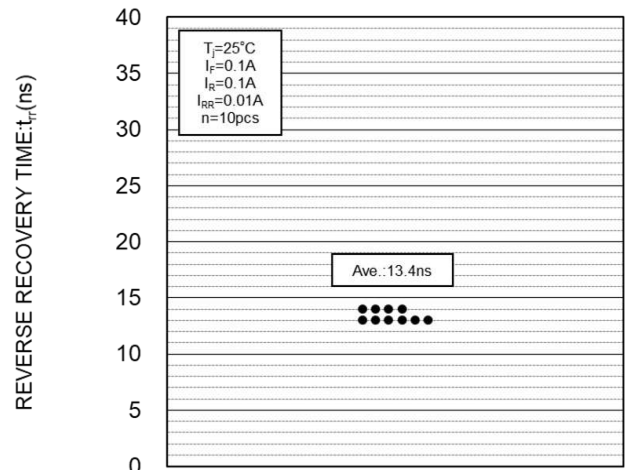 REVERSE RECOVERY TIME:trr(ns)
40
35
30
25
20
15
10
5
0
Tj=25°C
IF=0.1A
IR=0.1A
IRR=0.01A
n=10pcs
Ave.:13.4ns